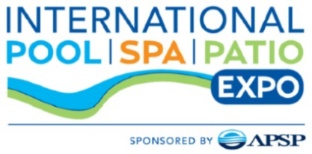 INTERNATIONAL
POOL | SPA | PATIO
EXPO
SPONSORED BY APSP